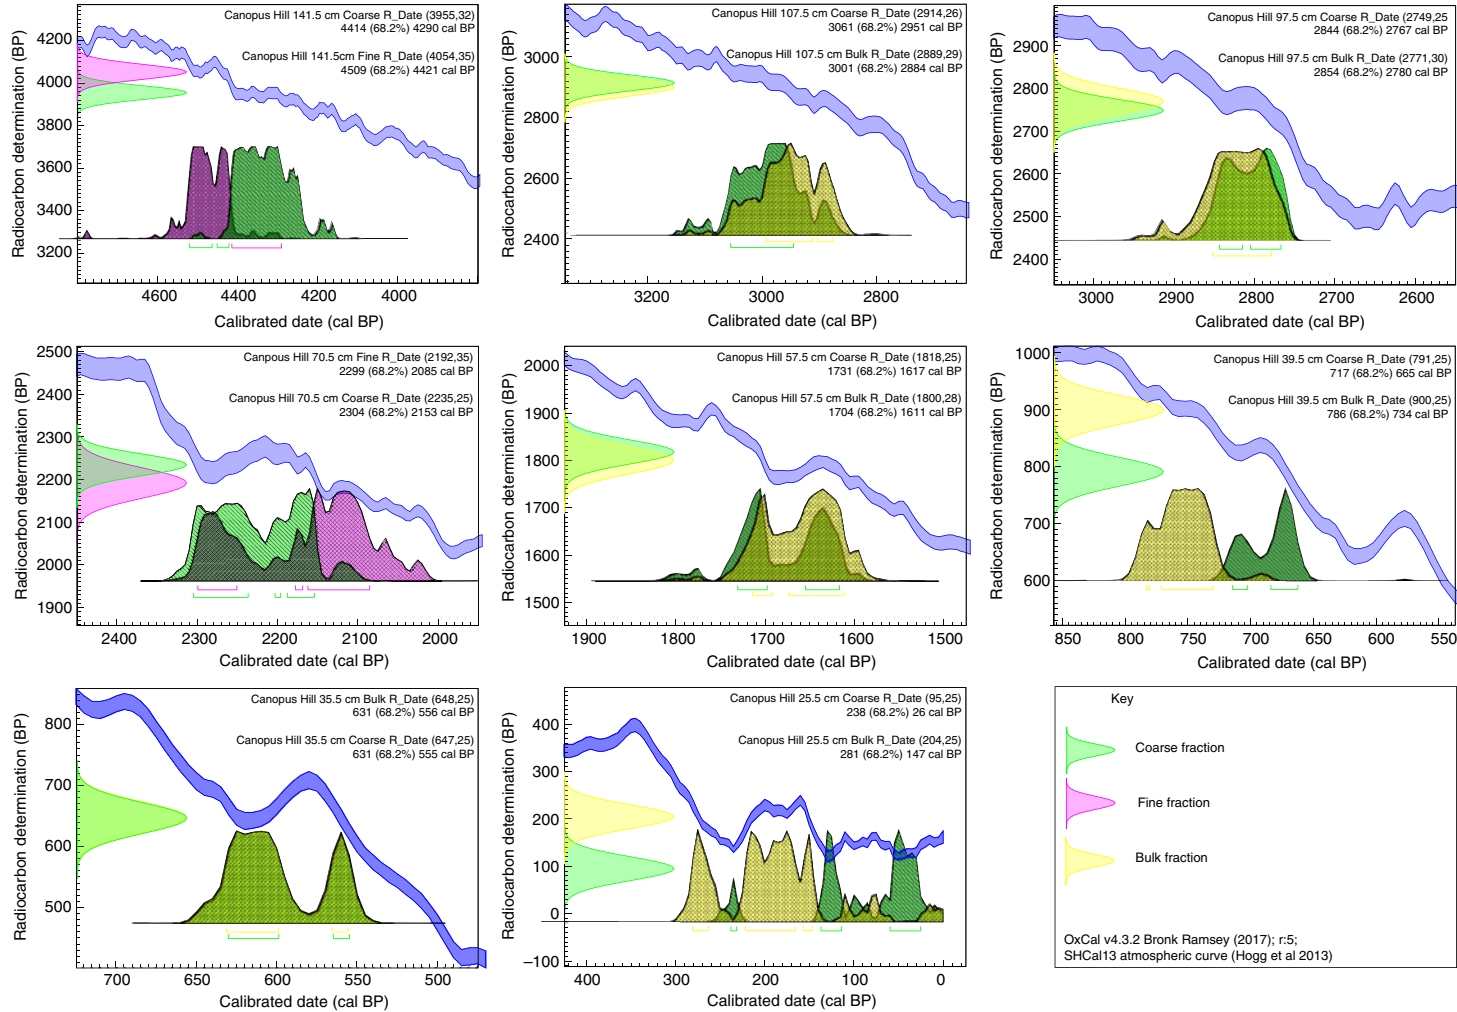 Canopus Hill 141.5 cm Coarse R_Date (3955,32)
4414 (68.2%) 4290 cal BP
Canopus Hill 141.5cm Fine R_Date (4054,35)
4509 (68.2%) 4421 cal BP
Radiocarbon determination (BP)
4200
4000
3800
3600
3400
3200
4600
4400
4200
4000
Calibrated date (cal BP)
Canopus Hill 107.5 cm Coarse R_Date (2914,26)
3061 (68.2%) 2951 cal BP
Canopus Hill 107.5 cm Bulk R_Date (2889,29)
3001 (68.2%) 2884 cal BP
Radiocarbon determination (BP)
3000
2800
2600
2400
3200
3000
2800
Calibrated date (cal BP)
Canopus Hill 97.5 cm Coarse R_Date (2749,25
2844 (68.2%) 2767 cal BP
Canopus Hill 97.5 cm Bulk R_Date (2771,30)
2854 (68.2%) 2780 cal BP
Radiocarbon determination (BP)
2900
2800
2700
2600
2500
2400
3000
2900
2800
2700
2600
Calibrated date (cal BP)
Canpous Hill 70.5 cm Fine R_Date (2192,35)
2299 (68.2%) 2085 cal BP
Canopus Hill 70.5 cm Coarse R_Date (2235,25)
2304 (68.2%) 2153 cal BP
Radiocarbon determination (BP)
2500
2400
2300
2200
2100
2000
1900
2400
2300
2200
2100
2000
Calibrated date (cal BP)
Canopus Hill 57.5 cm Coarse R_Date (1818,25)
1731 (68.2%) 1617 cal BP
Canopus Hill 57.5 cm Bulk R_Date (1800,28)
1704 (68.2%) 1611 cal BP
Radiocarbon determination (BP)
2000
1900
1800
1700
1600
1500
1900
1800
1700
1600
1500
Calibrated date (cal BP)
Canopus Hill 39.5 cm Coarse R_Date (791,25)
717 (68.2%) 665 cal BP
Canopus Hill 39.5 cm Bulk R_Date (900,25)
786 (68.2%) 734 cal BP
Radiocarbon determination (BP)
1000
900
800
700
600
850
800
750
700
650
600
550
Calibrated date (cal BP)
Canopus Hill 35.5 cm Bulk R_Date (648,25)
631 (68.2%) 556 cal BP
Canopus Hill 35.5 cm Coarse R_Date (647,25)
631 (68.2%) 555 cal BP
Radiocarbon determination (BP)
800
700
600
500
700
650
600
550
500
Calibrated date (cal BP)
Canopus Hill 25.5 cm Coarse R_Date (95,25)
238 (68.2%) 26 cal BP
Canopus Hill 25.5 cm Bulk R_Date (204,25)
281 (68.2%) 147 cal BP
Radiocarbon determination (BP)
400
300
200
100
0
–100
400
300
200
100
0
Calibrated date (cal BP)
Key
Coarse fraction
Fine fraction
Bulk fraction
OxCal v4.3.2 Bronk Ramsey (2017); r:5;
SHCal13 atmospheric curve (Hogg et al 2013)